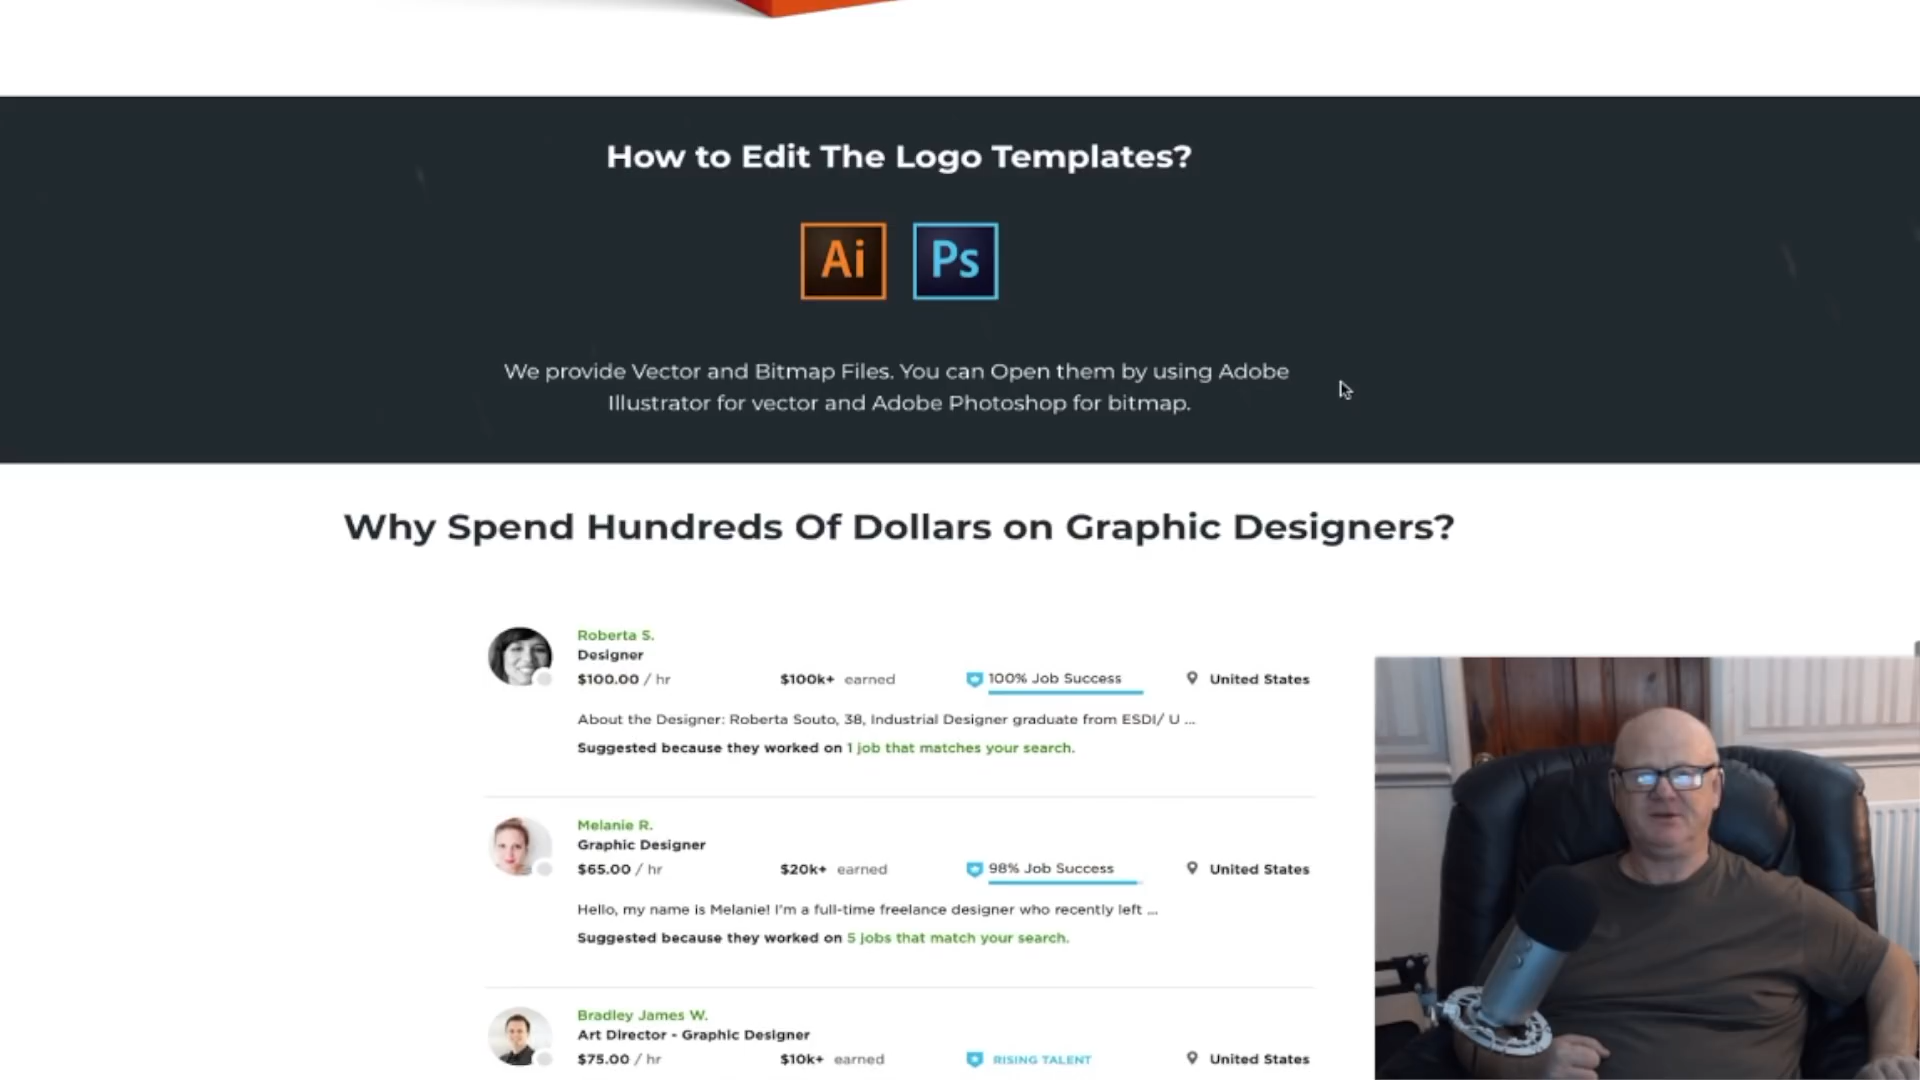 How to Edit The Logo Templates?
Ai Ps
We provide Vector and Bitmap Files. You can Open them by using Adobe
Illustrator for vector and Adobe Photoshop for bitmap.
Why Spend Hundreds Of Dollars on Graphic Designers?
Roberta S.
Designer
$100.00 / hr $100k+ earned 100% Job Success United States
About the Designer: Roberta Souto, 38, Industrial Designer graduate from ESDI/ U ...
Suggested because they worked on 1 job that matches your search.
Melanie R.
Graphic Designer
$65.00 / hr $20k+ earned 98% Job Success United States
Hello, my name is Melanie! I'm a full-time freelance designer who recently left ...
Suggested because they worked on 5 jobs that match your search.
Bradley James W.
Art Director - Graphic Designer
$75.00 / hr $10k+ earned RISING TALENT United States